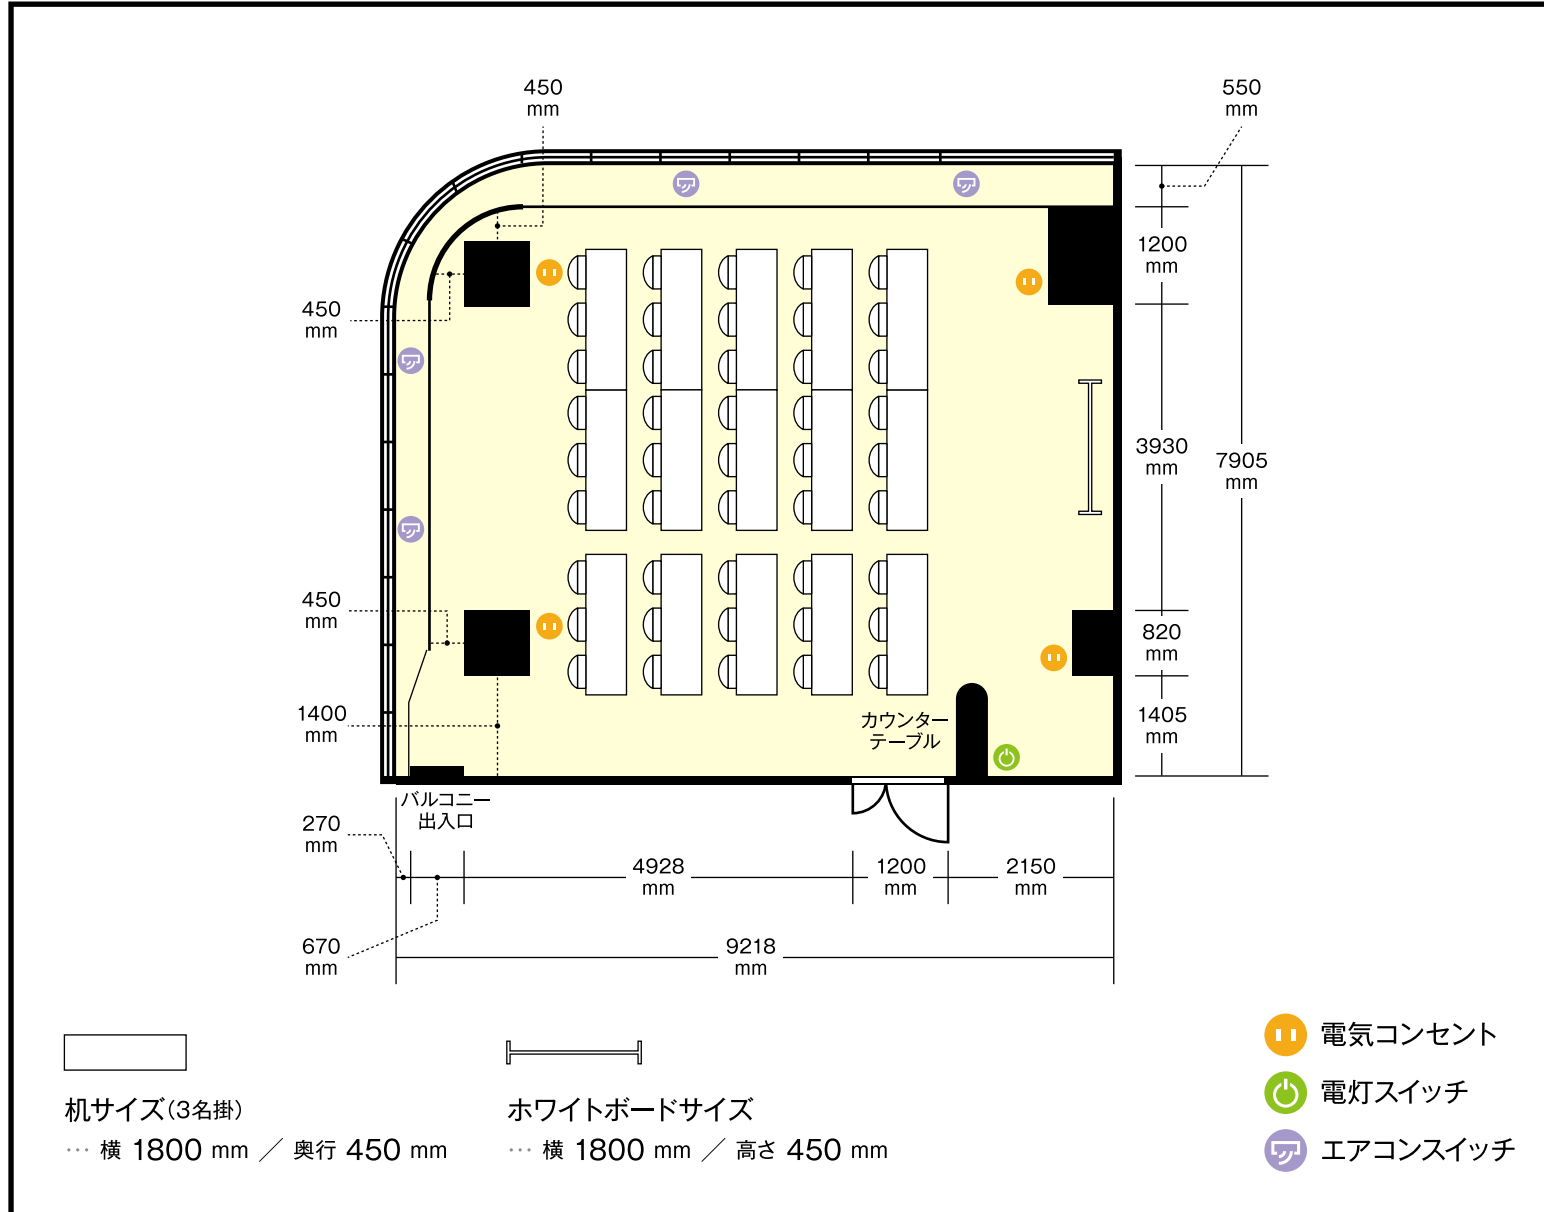 450
mm
550
mm
1200
mm
450
mm
3930
mm
7905
mm
450
mm
820
mm
1400
mm
カウンター
テーブル
1405
mm
バルコニー
出入口
270
mm
4928
mm
1200
mm
2150
mm
670
mm
9218
mm
机サイズ(3名掛)
… 横 1800 mm ／ 奥行 450 mm
ホワイトボードサイズ
… 横 1800 mm ／ 高さ 450 mm
電気コンセント
電灯スイッチ
エアコンスイッチ